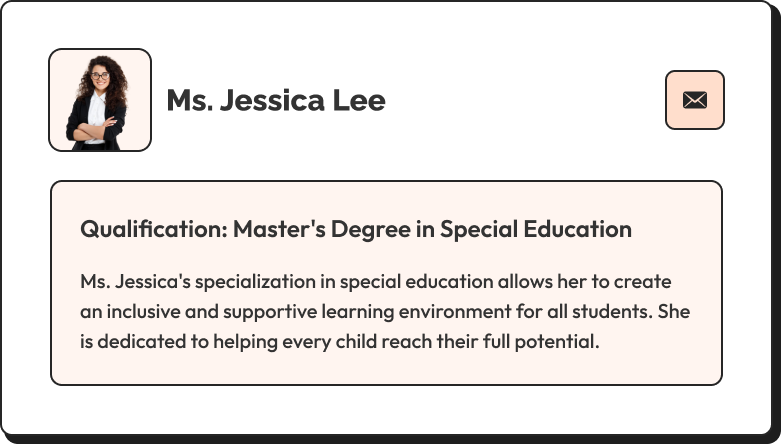 Ms. Jessica Lee
Qualification: Master's Degree in Special Education
Ms. Jessica's specialization in special education allows her to create
an inclusive and supportive learning environment for all students. She
is dedicated to helping every child reach their full potential.